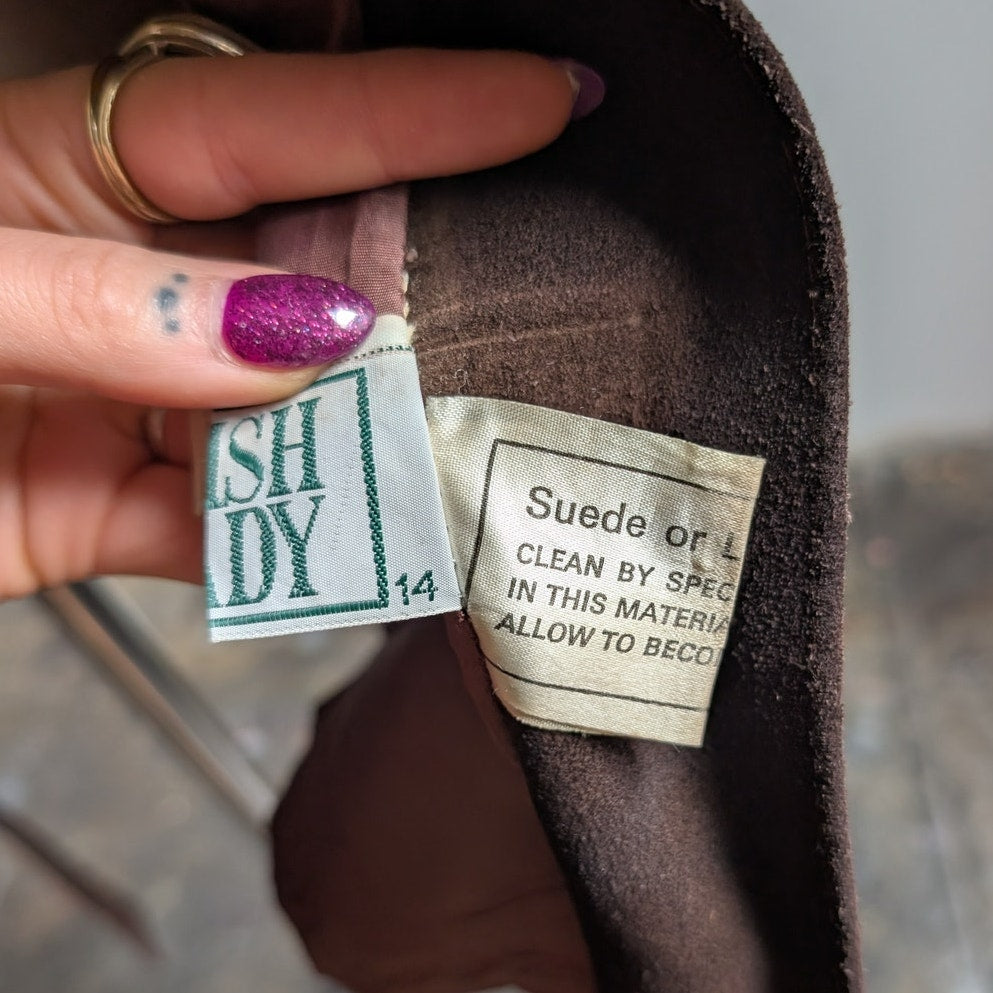 ISH
ADY
14
Suede or L
CLEAN BY SPEC
IN THIS MATERIA
ALLOW TO BECO